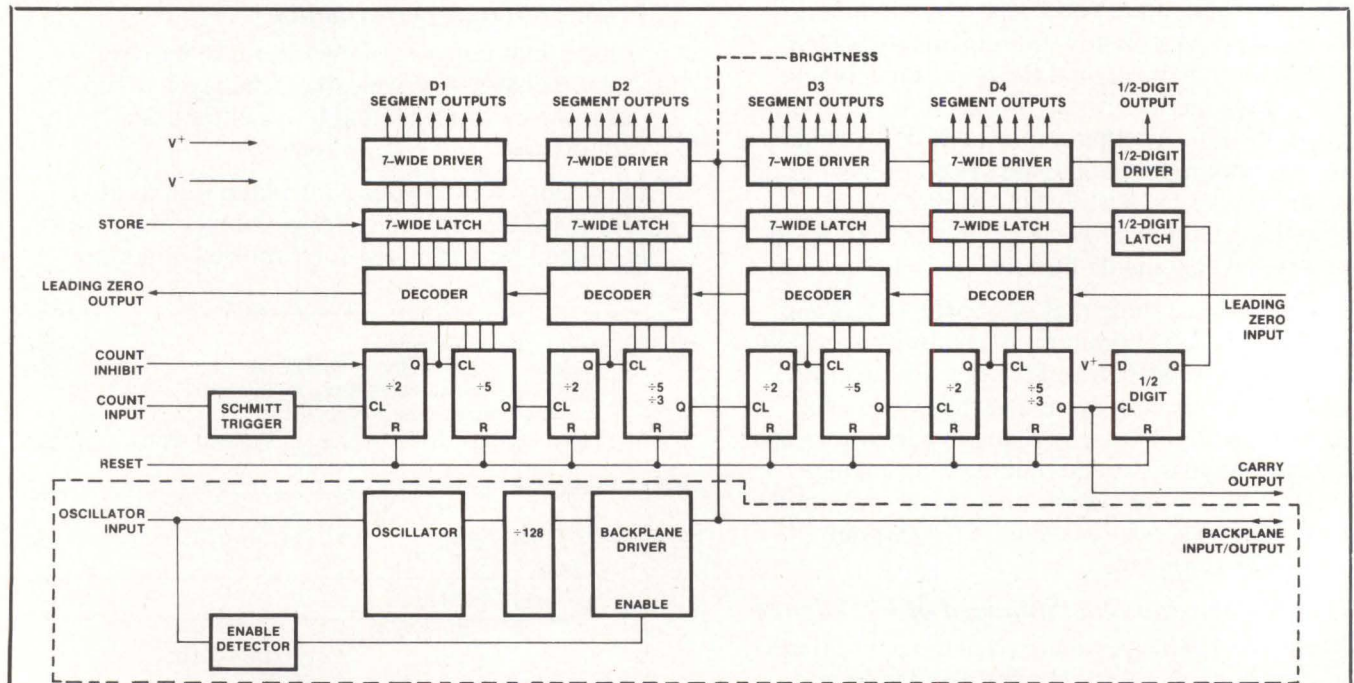 BRIGHTNESS
D1
SEGMENT OUTPUTS
D2
SEGMENT OUTPUTS
D3
SEGMENT OUTPUTS
D4
SEGMENT OUTPUTS
1/2-DIGIT
OUTPUT
V+
V-
7-WIDE DRIVER
7-WIDE DRIVER
7-WIDE DRIVER
7-WIDE DRIVER
1/2-DIGIT
DRIVER
STORE
7-WIDE LATCH
7-WIDE LATCH
7-WIDE LATCH
7-WIDE LATCH
1/2-DIGIT
LATCH
LEADING ZERO
OUTPUT
DECODER
DECODER
DECODER
DECODER
LEADING
ZERO
INPUT
COUNT
INHIBIT
COUNT
INPUT
SCHMITT
TRIGGER
Q
÷2
CL
R
CL
÷5
Q
R
Q
÷2
CL
R
CL
÷5
÷3
Q
R
Q
÷2
CL
R
CL
÷5
Q
R
Q
÷2
CL
R
CL
÷5
÷3
Q
R
V+
D
Q
1/2
DIGIT
CL
R
RESET
CARRY
OUTPUT
OSCILLATOR
INPUT
OSCILLATOR
÷128
BACKPLANE
DRIVER
ENABLE
BACKPLANE
INPUT/OUTPUT
ENABLE
DETECTOR